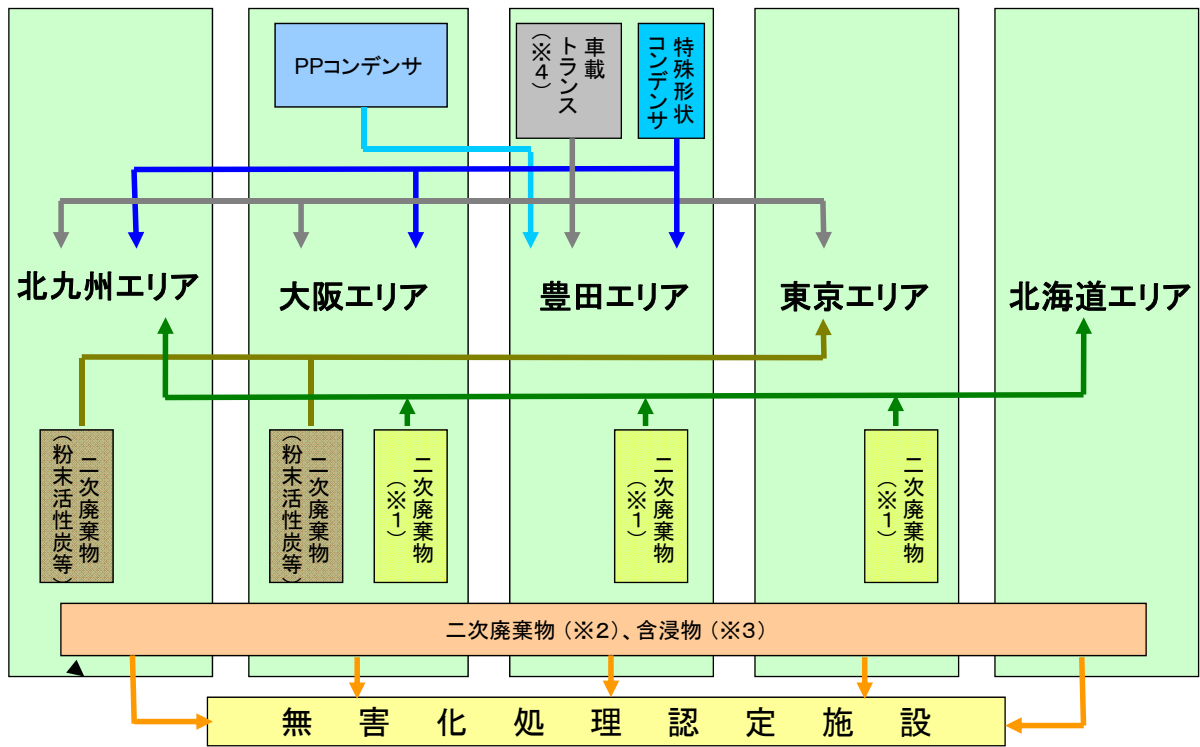 PPコンデンサ
車載
トランス
（※４）
特殊形状
コンデンサ
北九州エリア
大阪エリア
豊田エリア
東京エリア
北海道エリア
二次廃棄物
（粉末活性炭等）
二次廃棄物
（粉末活性炭等）
二次廃棄物
（※１）
二次廃棄物
（※１）
二次廃棄物
（※１）
二次廃棄物（※２）、含浸物（※３）
無害化処理認定施設